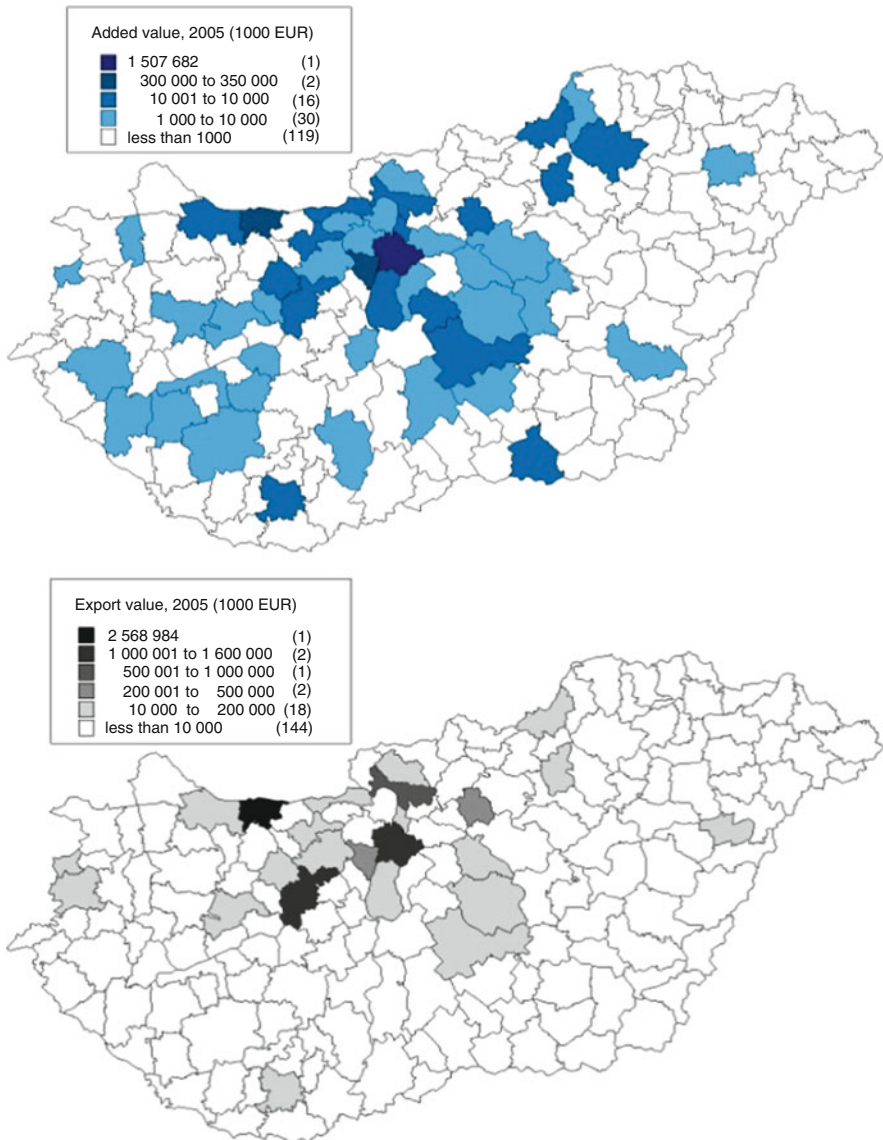 Added value, 2005 (1000 EUR)
1 507 682 (1)
300 000 to 350 000 (2)
10 001 to 10 000 (16)
1 000 to 10 000 (30)
less than 1000 (119)
Export value, 2005 (1000 EUR)
2 568 984 (1)
1 000 001 to 1 600 000 (2)
500 001 to 1 000 000 (1)
200 001 to 500 000 (2)
10 000 to 200 000 (18)
less than 10 000 (144)